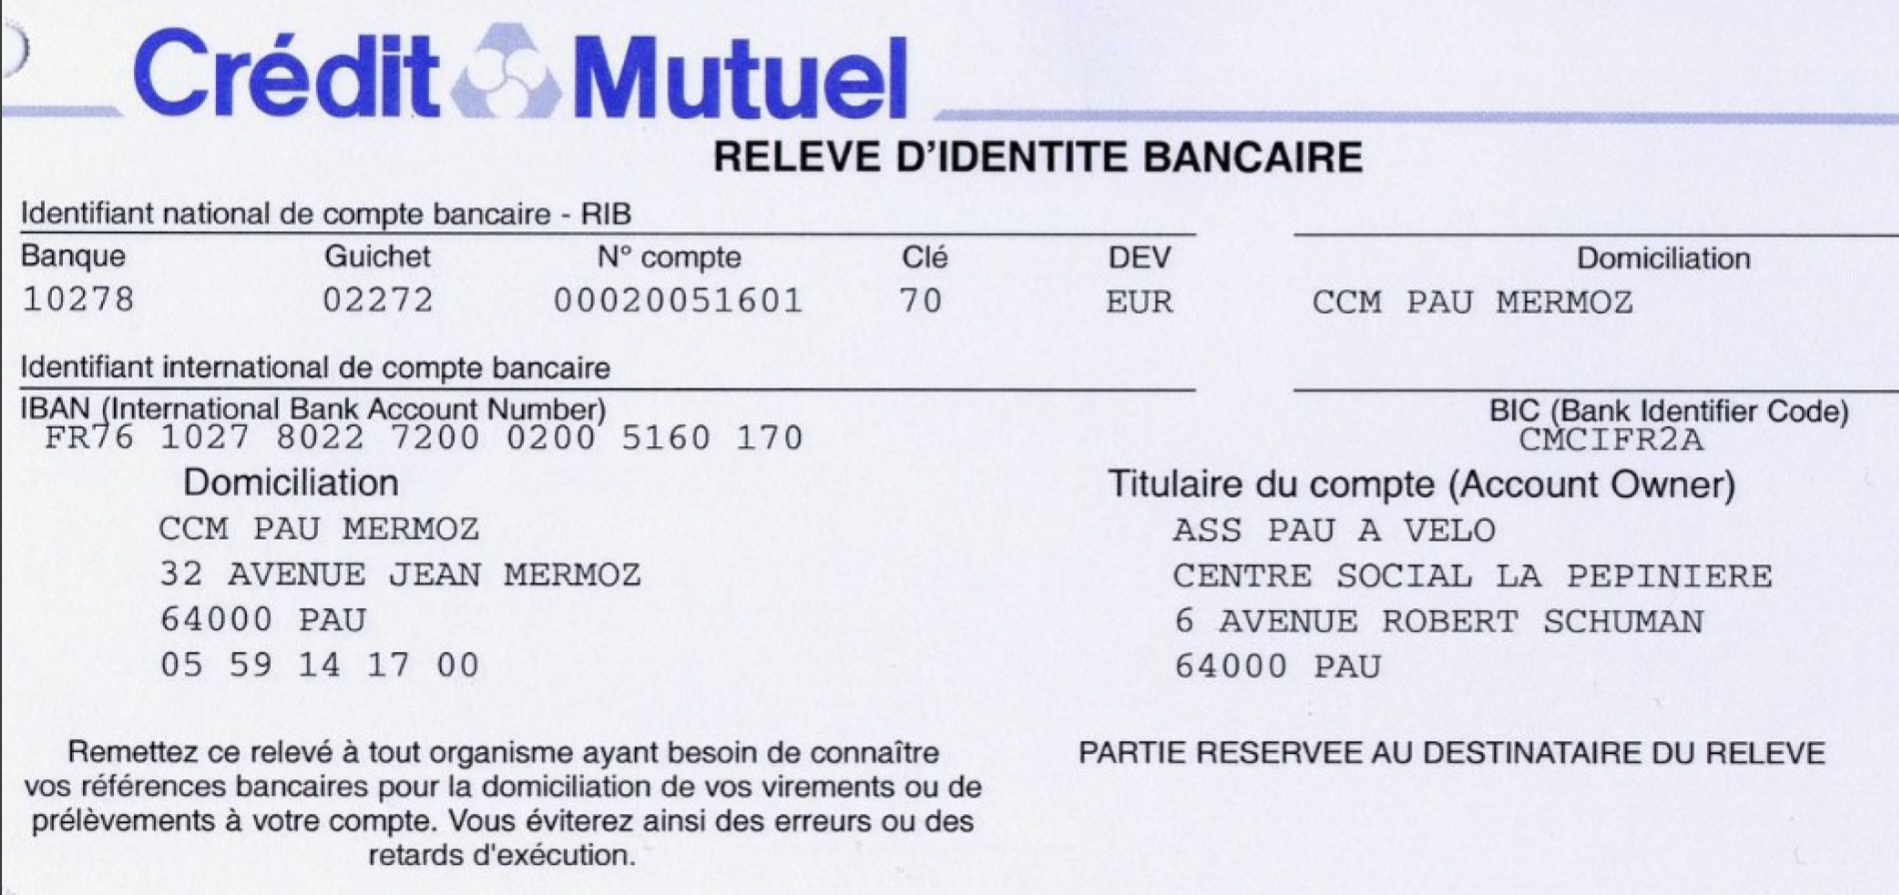 Crédit Mutuel
RELEVE D'IDENTITE BANCAIRE
Identifiant national de compte bancaire - RIB
Banque Guichet N° compte Clé DEV Domiciliation
10278 02272 00020051601 70 EUR CCM PAU MERMOZ
Identifiant international de compte bancaire
IBAN (International Bank Account Number) BIC (Bank Identifier Code)
FR76 1027 8022 7200 0200 5160 170 CMCIFR2A
Domiciliation
CCM PAU MERMOZ
32 AVENUE JEAN MERMOZ
64000 PAU
05 59 14 17 00
Titulaire du compte (Account Owner)
ASS PAU A VELO
CENTRE SOCIAL LA PEPINIERE
6 AVENUE ROBERT SCHUMAN
64000 PAU
Remettez ce relevé à tout organisme ayant besoin de connaître
vos références bancaires pour la domiciliation de vos virements ou de
prélèvements à votre compte. Vous éviterez ainsi des erreurs ou des
retards d'exécution.
PARTIE RESERVEE AU DESTINATAIRE DU RELEVE